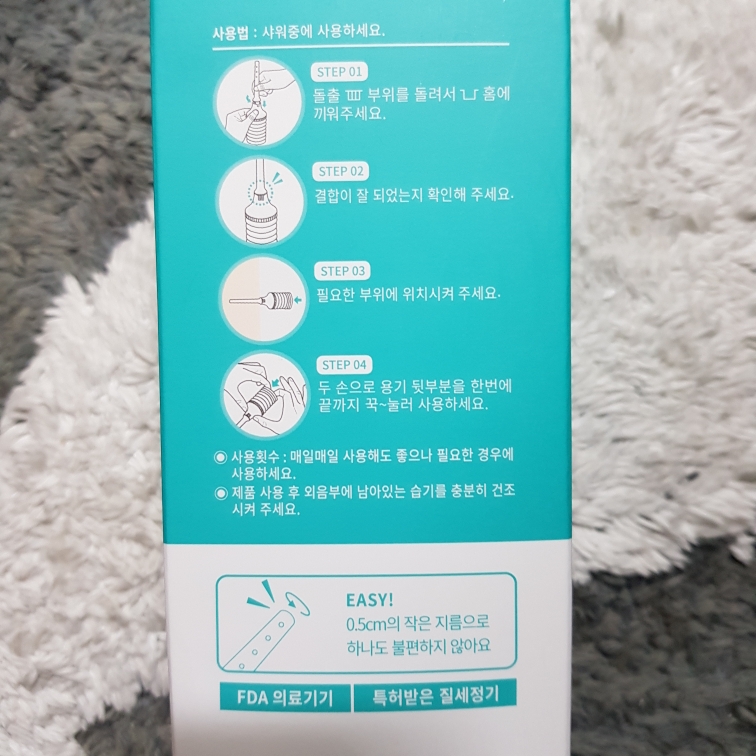 사용법 : 샤워중에 사용하세요.
STEP 01
돌출 부위를 돌려서 홈에
끼워주세요.
STEP 02
결합이 잘 되었는지 확인해 주세요.
STEP 03
필요한 부위에 위치시켜 주세요.
STEP 04
두 손으로 용기 뒷부분을 한번에
끝까지 꾹~눌러 사용하세요.
◉ 사용횟수 : 매일매일 사용해도 좋으나 필요한 경우에
사용하세요.
◉ 제품 사용 후 외음부에 남아있는 습기를 충분히 건조
시켜 주세요.
EASY!
0.5cm의 작은 지름으로
하나도 불편하지 않아요
FDA 의료기기
특허받은 질세정기